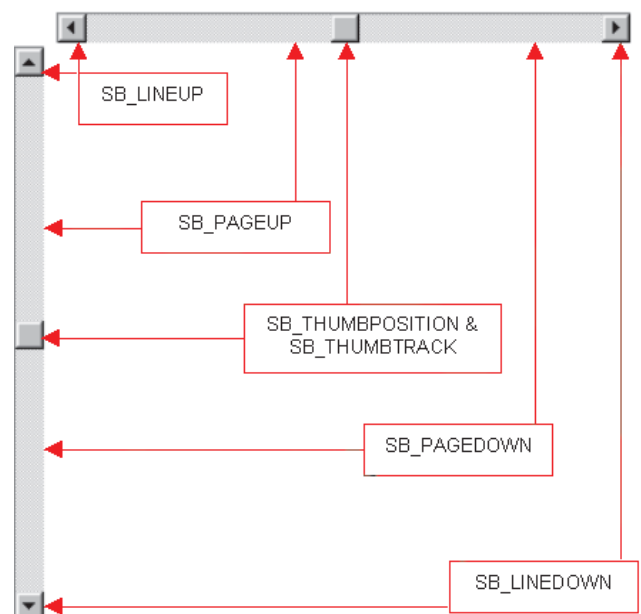 SB_LINEUP
SB_PAGEUP
SB_THUMBPOSITION &
SB_THUMBTRACK
SB_PAGEDOWN
SB_LINEDOWN